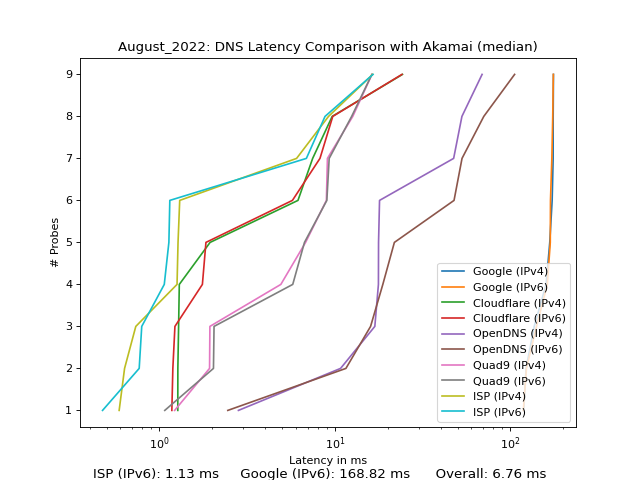 August_2022: DNS Latency Comparison with Akamai (median)
9
8
7
6
5
4
3
2
1
# Probes
Google (IPv4)
Google (IPv6)
Cloudflare (IPv4)
Cloudflare (IPv6)
OpenDNS (IPv4)
OpenDNS (IPv6)
Quad9 (IPv4)
Quad9 (IPv6)
ISP (IPv4)
ISP (IPv6)
10⁰ 10¹ 10²
Latency in ms
ISP (IPv6): 1.13 ms Google (IPv6): 168.82 ms Overall: 6.76 ms